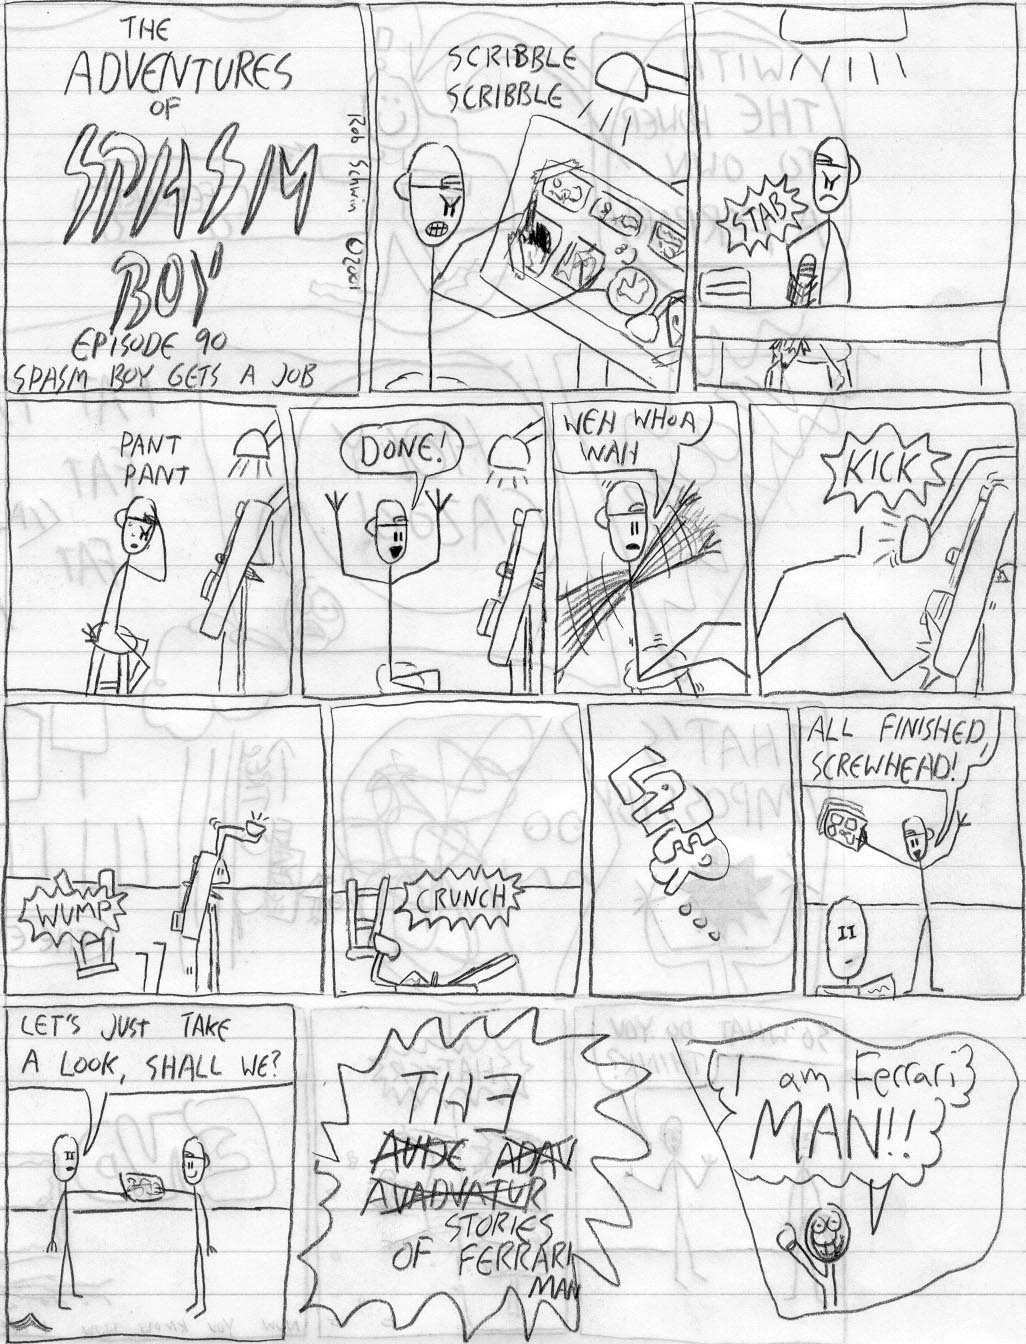 THE
ADVENTURES
OF
SPASM
BOY
EPISODE 90
SPASM BOY GETS A JOB
Rob Schwin ©2001
SCRIBBLE
SCRIBBLE
STAB
PANT
PANT
DONE!
WEH WHOA
WAH
KICK
WUMP
CRUNCH
LATER
ALL FINISHED,
SCREWHEAD!
LET'S JUST TAKE
A LOOK, SHALL WE?
THE
AUDE ADAV
AVADVATUR
STORIES
OF FERRARI
MAN
I am Ferrari
MAN!!